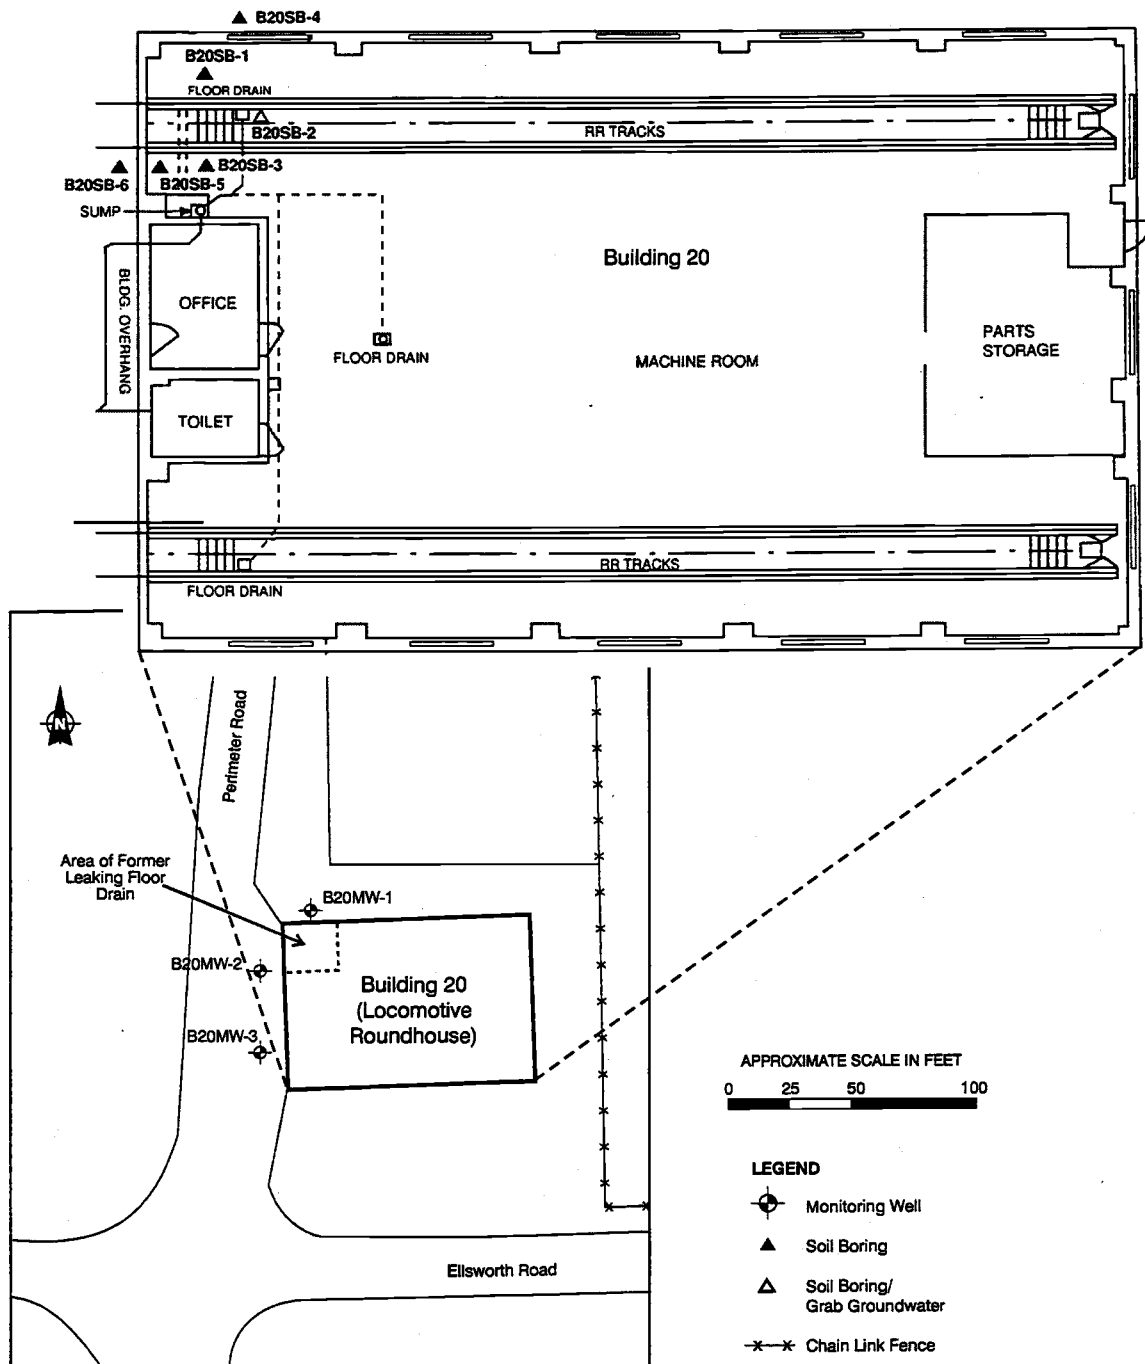 B20SB-4
B20SB-1
FLOOR DRAIN
B20SB-2
RR TRACKS
B20SB-3
B20SB-6
B20SB-5
SUMP
Building 20
BLDG. OVERHANG
OFFICE
FLOOR DRAIN
MACHINE ROOM
PARTS
STORAGE
TOILET
RR TRACKS
FLOOR DRAIN
N
Perimeter Road
Area of Former
Leaking Floor
Drain
B20MW-1
B20MW-2
Building 20
(Locomotive
Roundhouse)
B20MW-3
APPROXIMATE SCALE IN FEET
0 25 50 100
LEGEND
Monitoring Well
Soil Boring
Soil Boring/
Grab Groundwater
Chain Link Fence
Ellsworth Road